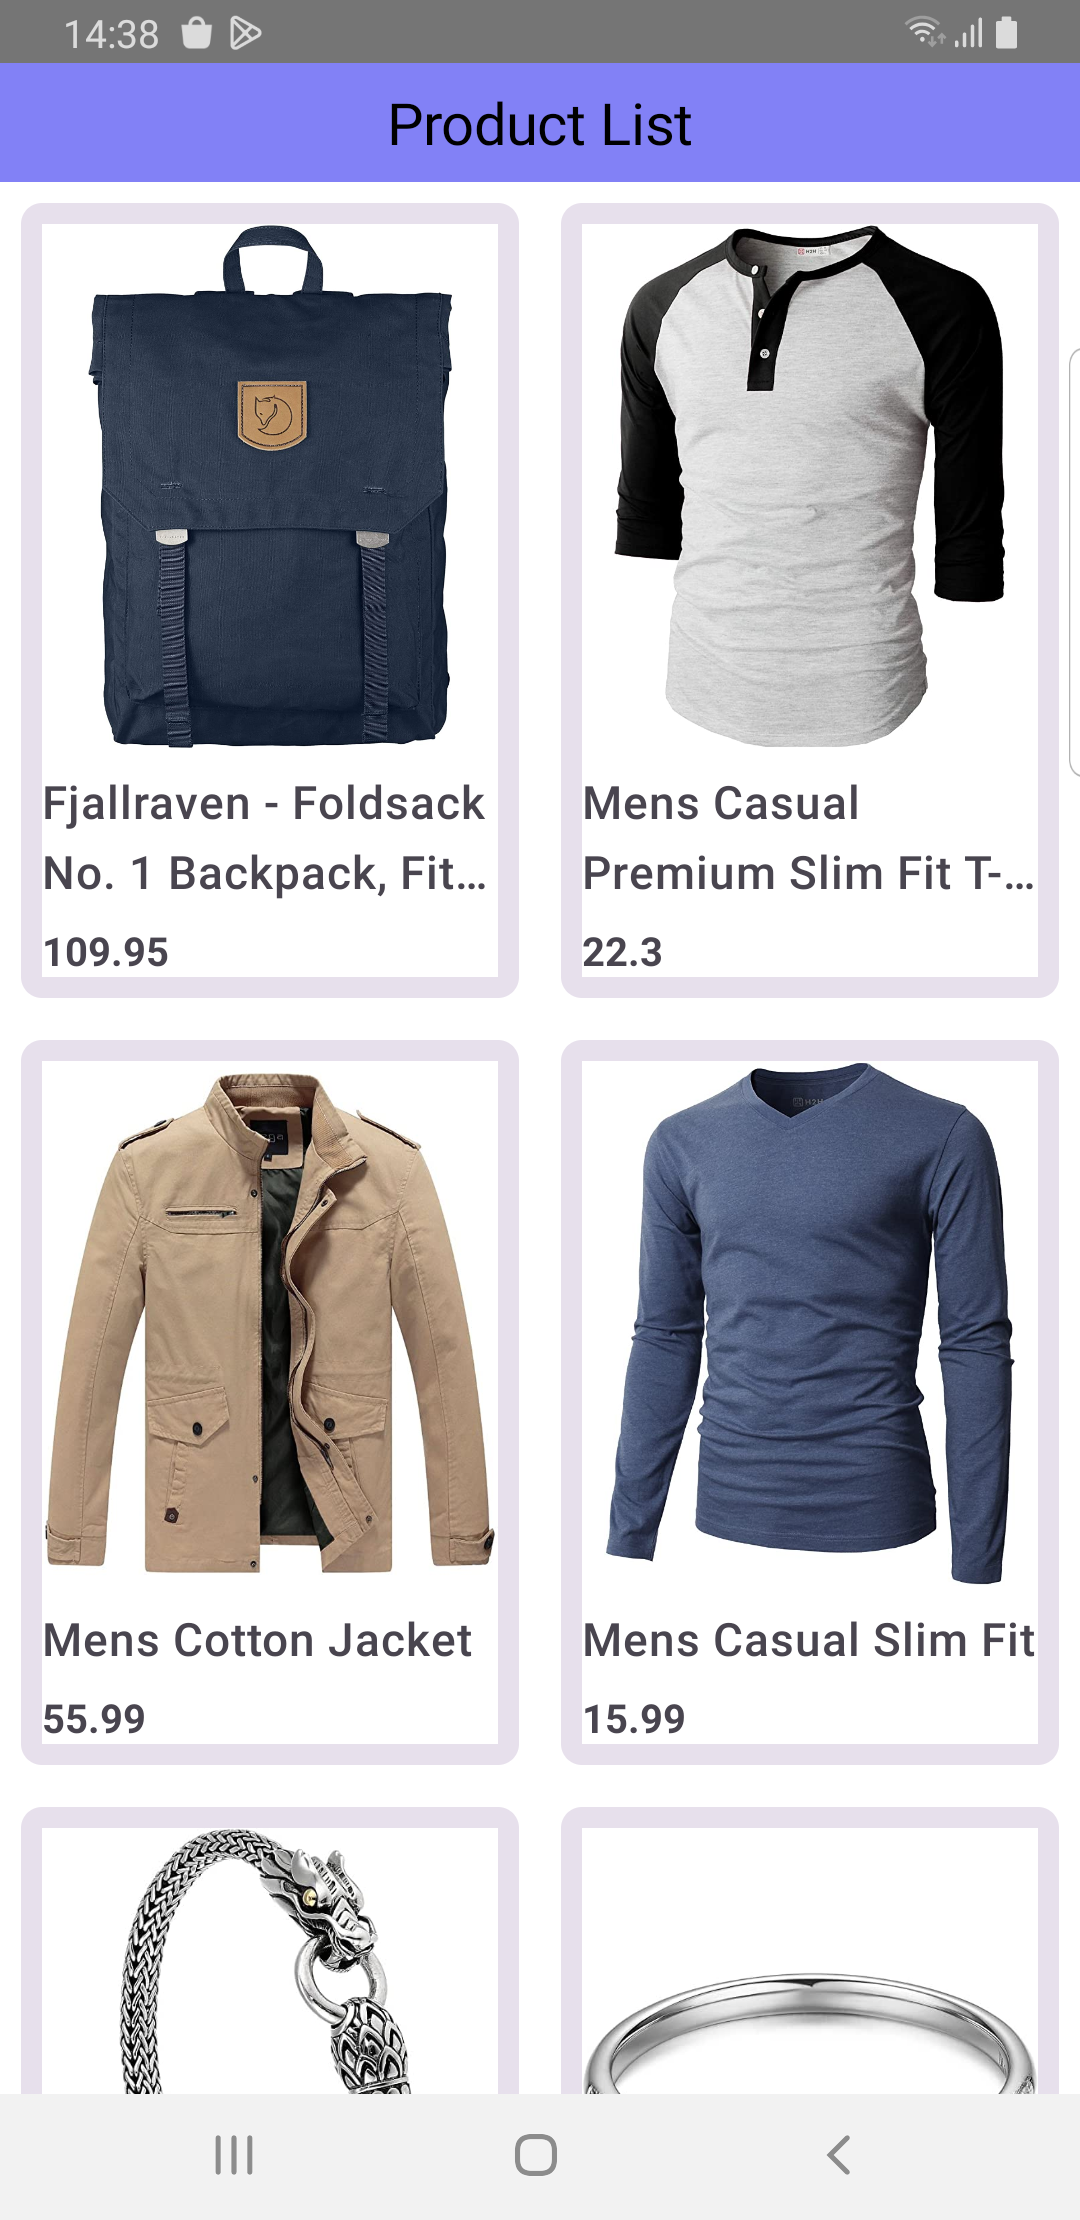 14:38
Product List
Fjallraven - Foldsack
No. 1 Backpack, Fit...
109.95
Mens Casual
Premium Slim Fit T-...
22.3
Mens Cotton Jacket
55.99
Mens Casual Slim Fit
15.99